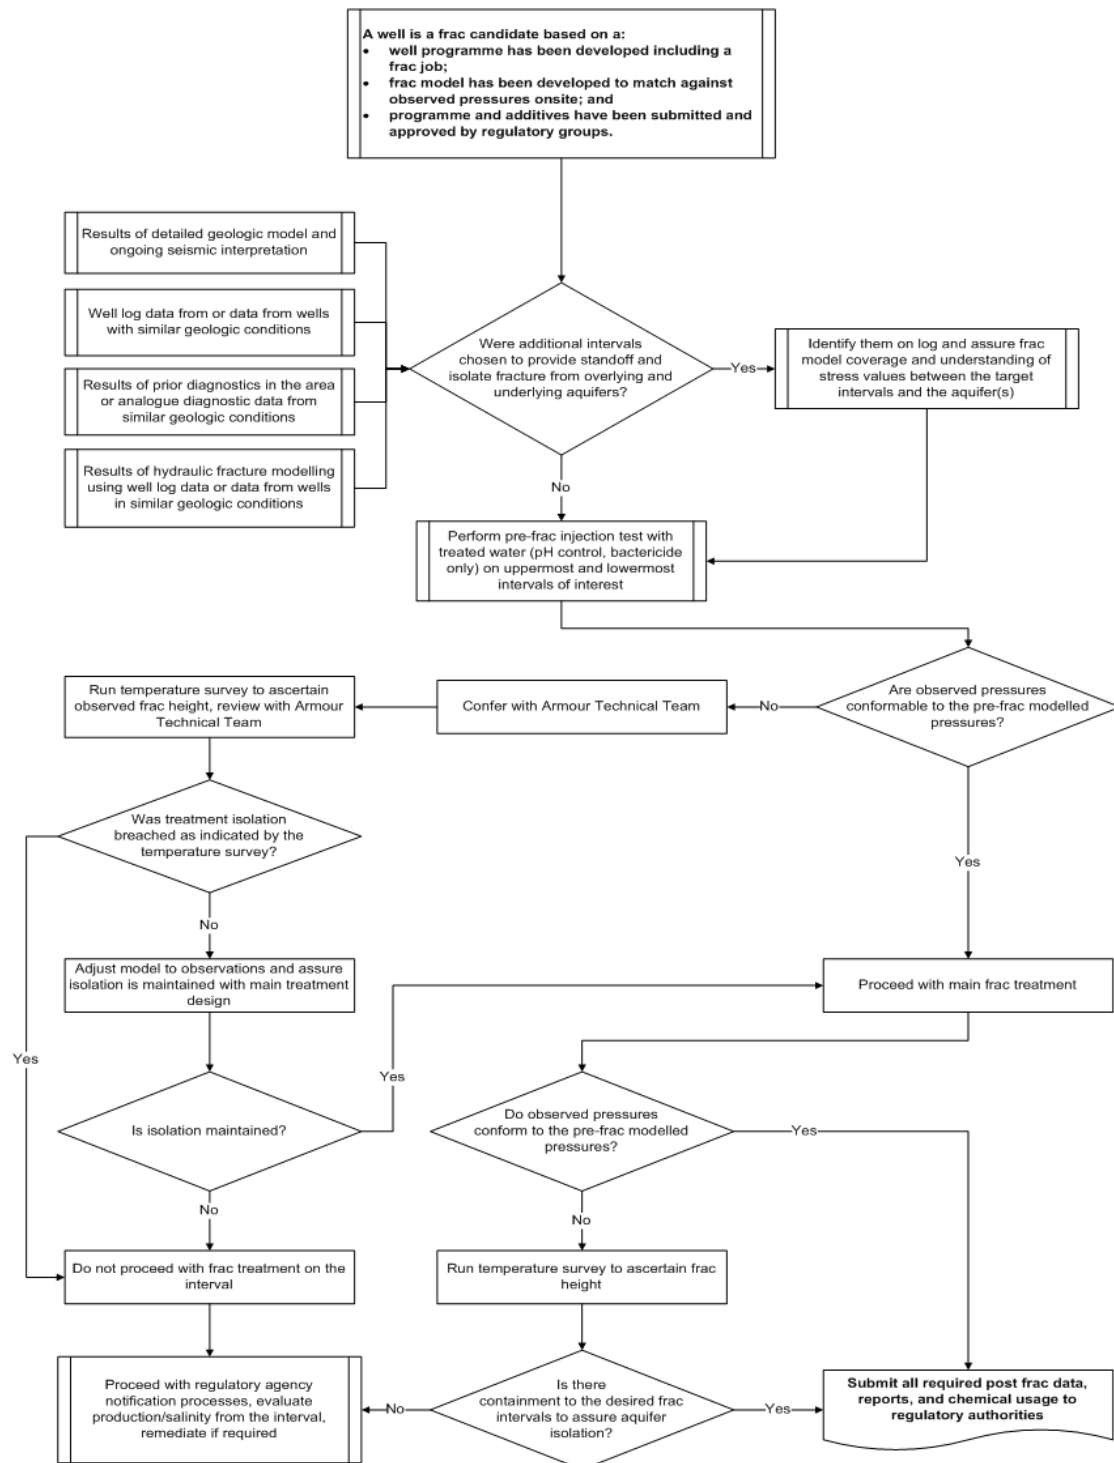 A well is a frac candidate based on a:
• well programme has been developed including a
frac job;
• frac model has been developed to match against
observed pressures onsite; and
• programme and additives have been submitted and
approved by regulatory groups.
Results of detailed geologic model and
ongoing seismic interpretation
Well log data from or data from wells
with similar geologic conditions
Results of prior diagnostics in the area
or analogue diagnostic data from
similar geologic conditions
Results of hydraulic fracture modelling
using well log data or data from wells
in similar geologic conditions
Were additional intervals
chosen to provide standoff and
isolate fracture from overlying and
underlying aquifers?
Yes
Identify them on log and assure frac
model coverage and understanding of
stress values between the target
intervals and the aquifer(s)
No
Perform pre-frac injection test with
treated water (pH control, bactericide
only) on uppermost and lowermost
intervals of interest
Are observed pressures
conformable to the pre-frac modelled
pressures?
No
Confer with Armour Technical Team
Run temperature survey to ascertain
observed frac height, review with Armour
Technical Team
Was treatment isolation
breached as indicated by the
temperature survey?
Yes
No
Adjust model to observations and assure
isolation is maintained with main treatment
design
Yes
Proceed with main frac treatment
Is isolation maintained?
Yes
No
Do observed pressures
conform to the pre-frac modelled
pressures?
Yes
No
Do not proceed with frac treatment on the
interval
Run temperature survey to ascertain frac
height
Proceed with regulatory agency
notification processes, evaluate
production/salinity from the interval,
remediate if required
No
Is there
containment to the desired frac
intervals to assure aquifer
isolation?
Yes
Submit all required post frac data,
reports, and chemical usage to
regulatory authorities